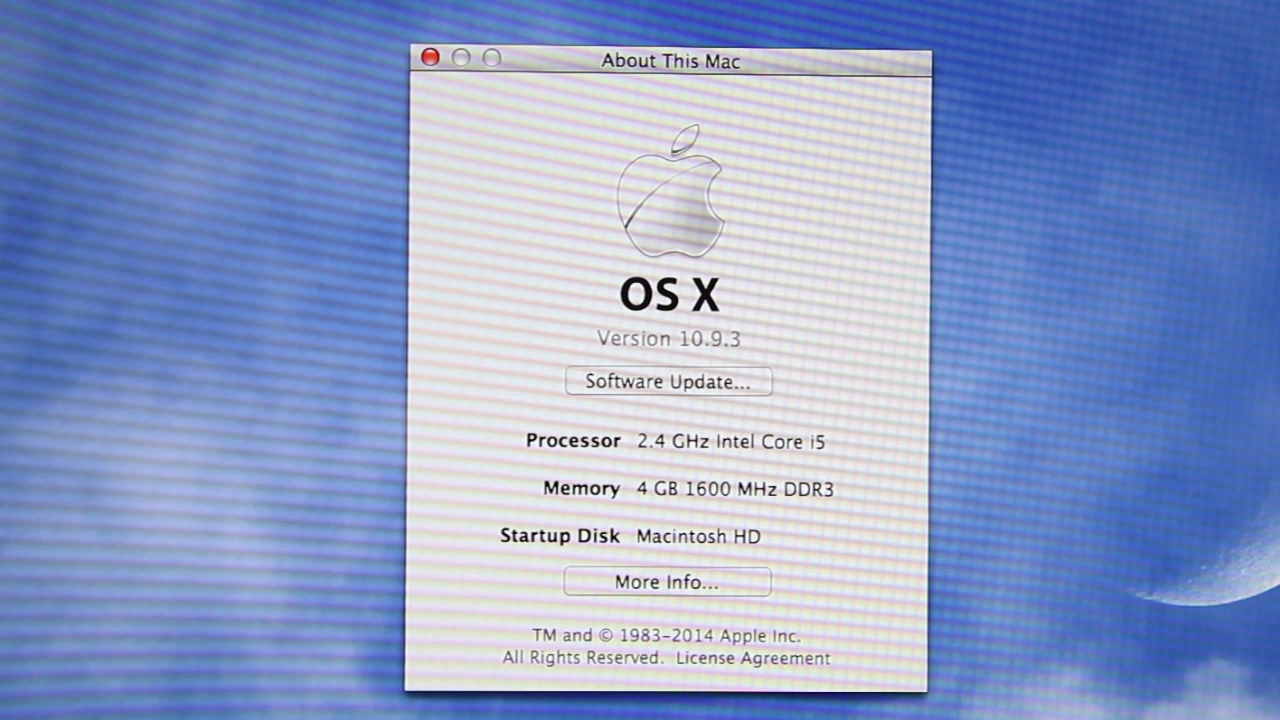 About This Mac
OS X
Version 10.9.3
Software Update...
Processor 2.4 GHz Intel Core i5
Memory 4 GB 1600 MHz DDR3
Startup Disk Macintosh HD
More Info...
TM and © 1983–2014 Apple Inc.
All Rights Reserved. License Agreement